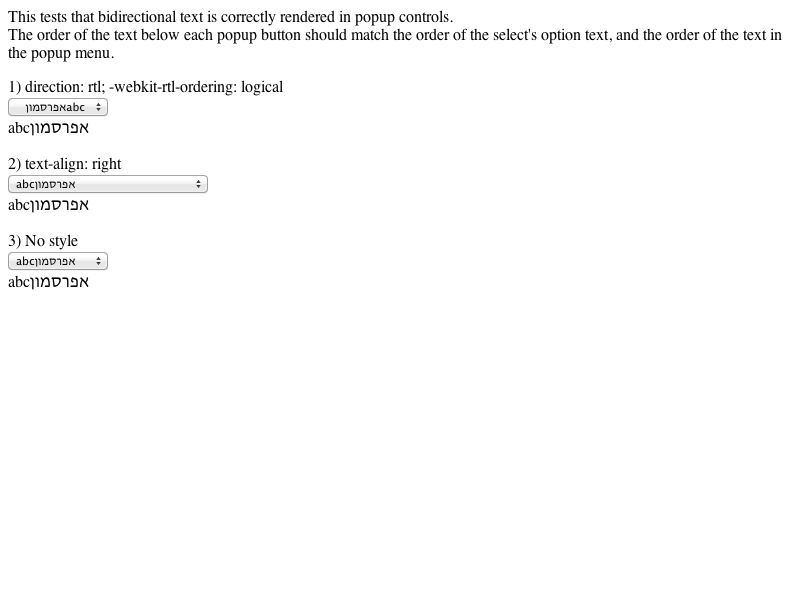 This tests that bidirectional text is correctly rendered in popup controls.
The order of the text below each popup button should match the order of the select's option text, and the order of the text in
the popup menu.
1) direction: rtl; -webkit-rtl-ordering: logical
אפרסמוןabc
abcאפרסמון
2) text-align: right
abcאפרסמון
abcאפרסמון
3) No style
abcאפרסמון
abcאפרסמון